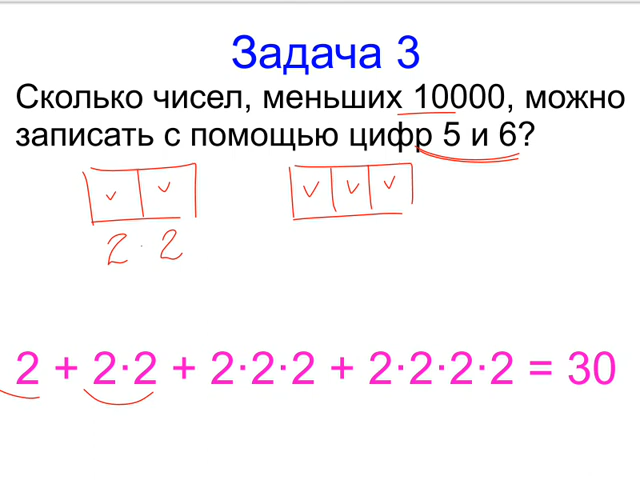 Задача 3
Сколько чисел, меньших 10000, можно
записать с помощью цифр 5 и 6?
2 · 2
2 + 2·2 + 2·2·2 + 2·2·2·2 = 30